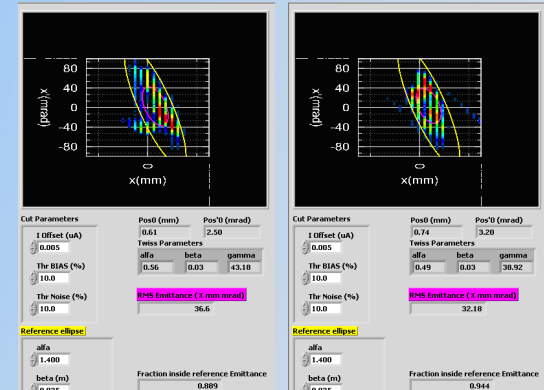 80
40
0
-40
-80
x(mrad)
0
x(mm)
80
40
0
-40
-80
x(mrad)
0
x(mm)
Cut Parameters
I Offset (uA)
0.005
Thr BIAS (%)
10.0
Thr Noise (%)
10.0
Pos0 (mm) Pos'0 (mrad)
0.61 2.50
Twiss Parameters
alfa beta gamma
0.56 0.03 43.18
RMS Emittance (π mm mrad)
36.6
Reference ellipse
alfa
1.400
beta (m)
Fraction inside reference Emittance
0.889
Cut Parameters
I Offset (uA)
0.005
Thr BIAS (%)
10.0
Thr Noise (%)
10.0
Pos0 (mm) Pos'0 (mrad)
0.74 3.20
Twiss Parameters
alfa beta gamma
0.49 0.03 38.92
RMS Emittance (π mm mrad)
32.18
Reference ellipse
alfa
1.400
beta (m)
Fraction inside reference Emittance
0.944